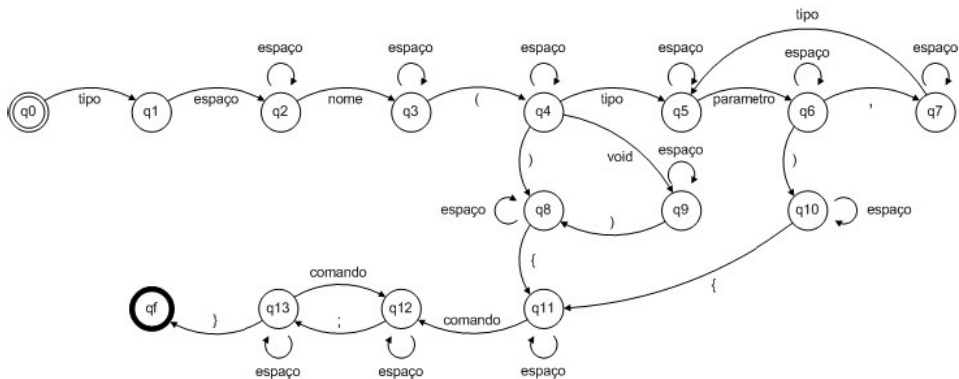 tipo
espaço espaço espaço espaço espaço espaço
q0 tipo q1 espaço q2 nome q3 ( q4 tipo q5 parametro q6 , q7
) void espaço )
espaço q8 ) q9 q10 espaço
{ {
comando
qf } q13 ; q12 comando q11
espaço espaço espaço